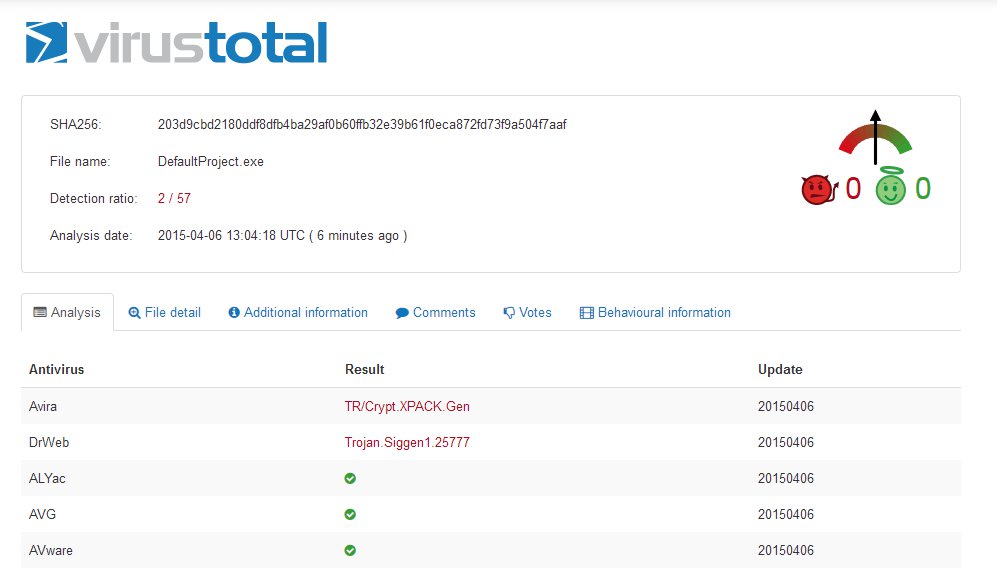 virustotal
SHA256: 203d9cbd2180ddf8dfb4ba29af0b60ffb32e39b61f0eca872fd73f9a504f7aaf
File name: DefaultProject.exe
Detection ratio: 2 / 57
0 0
Analysis date: 2015-04-06 13:04:18 UTC ( 6 minutes ago )
Analysis File detail Additional information Comments Votes Behavioural information
Antivirus Result Update
Avira TR/Crypt.XPACK.Gen 20150406
DrWeb Trojan.Siggen1.25777 20150406
ALYac 20150406
AVG 20150406
AVware 20150406